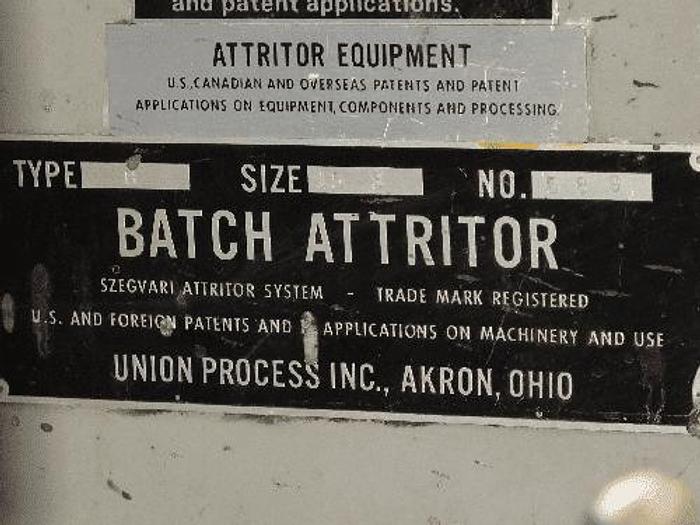 and patent applications.
ATTRITOR EQUIPMENT
U.S., CANADIAN AND OVERSEAS PATENTS AND PATENT
APPLICATIONS ON EQUIPMENT, COMPONENTS AND PROCESSING.
TYPE SIZE NO.
BATCH ATTRITOR
SZEGVARI ATTRITOR SYSTEM - TRADE MARK REGISTERED
U.S. AND FOREIGN PATENTS AND APPLICATIONS ON MACHINERY AND USE
UNION PROCESS INC., AKRON, OHIO